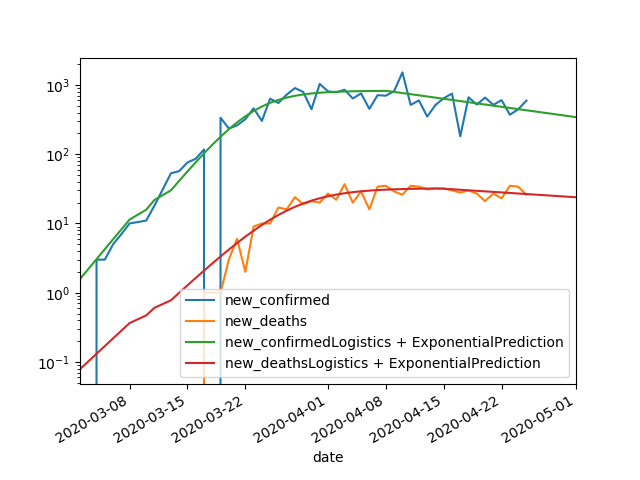 10³
10²
10¹
10⁰
10⁻¹
new_confirmed
new_deaths
new_confirmedLogistics + ExponentialPrediction
new_deathsLogistics + ExponentialPrediction
2020-03-08
2020-03-15
2020-03-22
2020-04-01
2020-04-08
2020-04-15
2020-04-22
2020-05-01
date